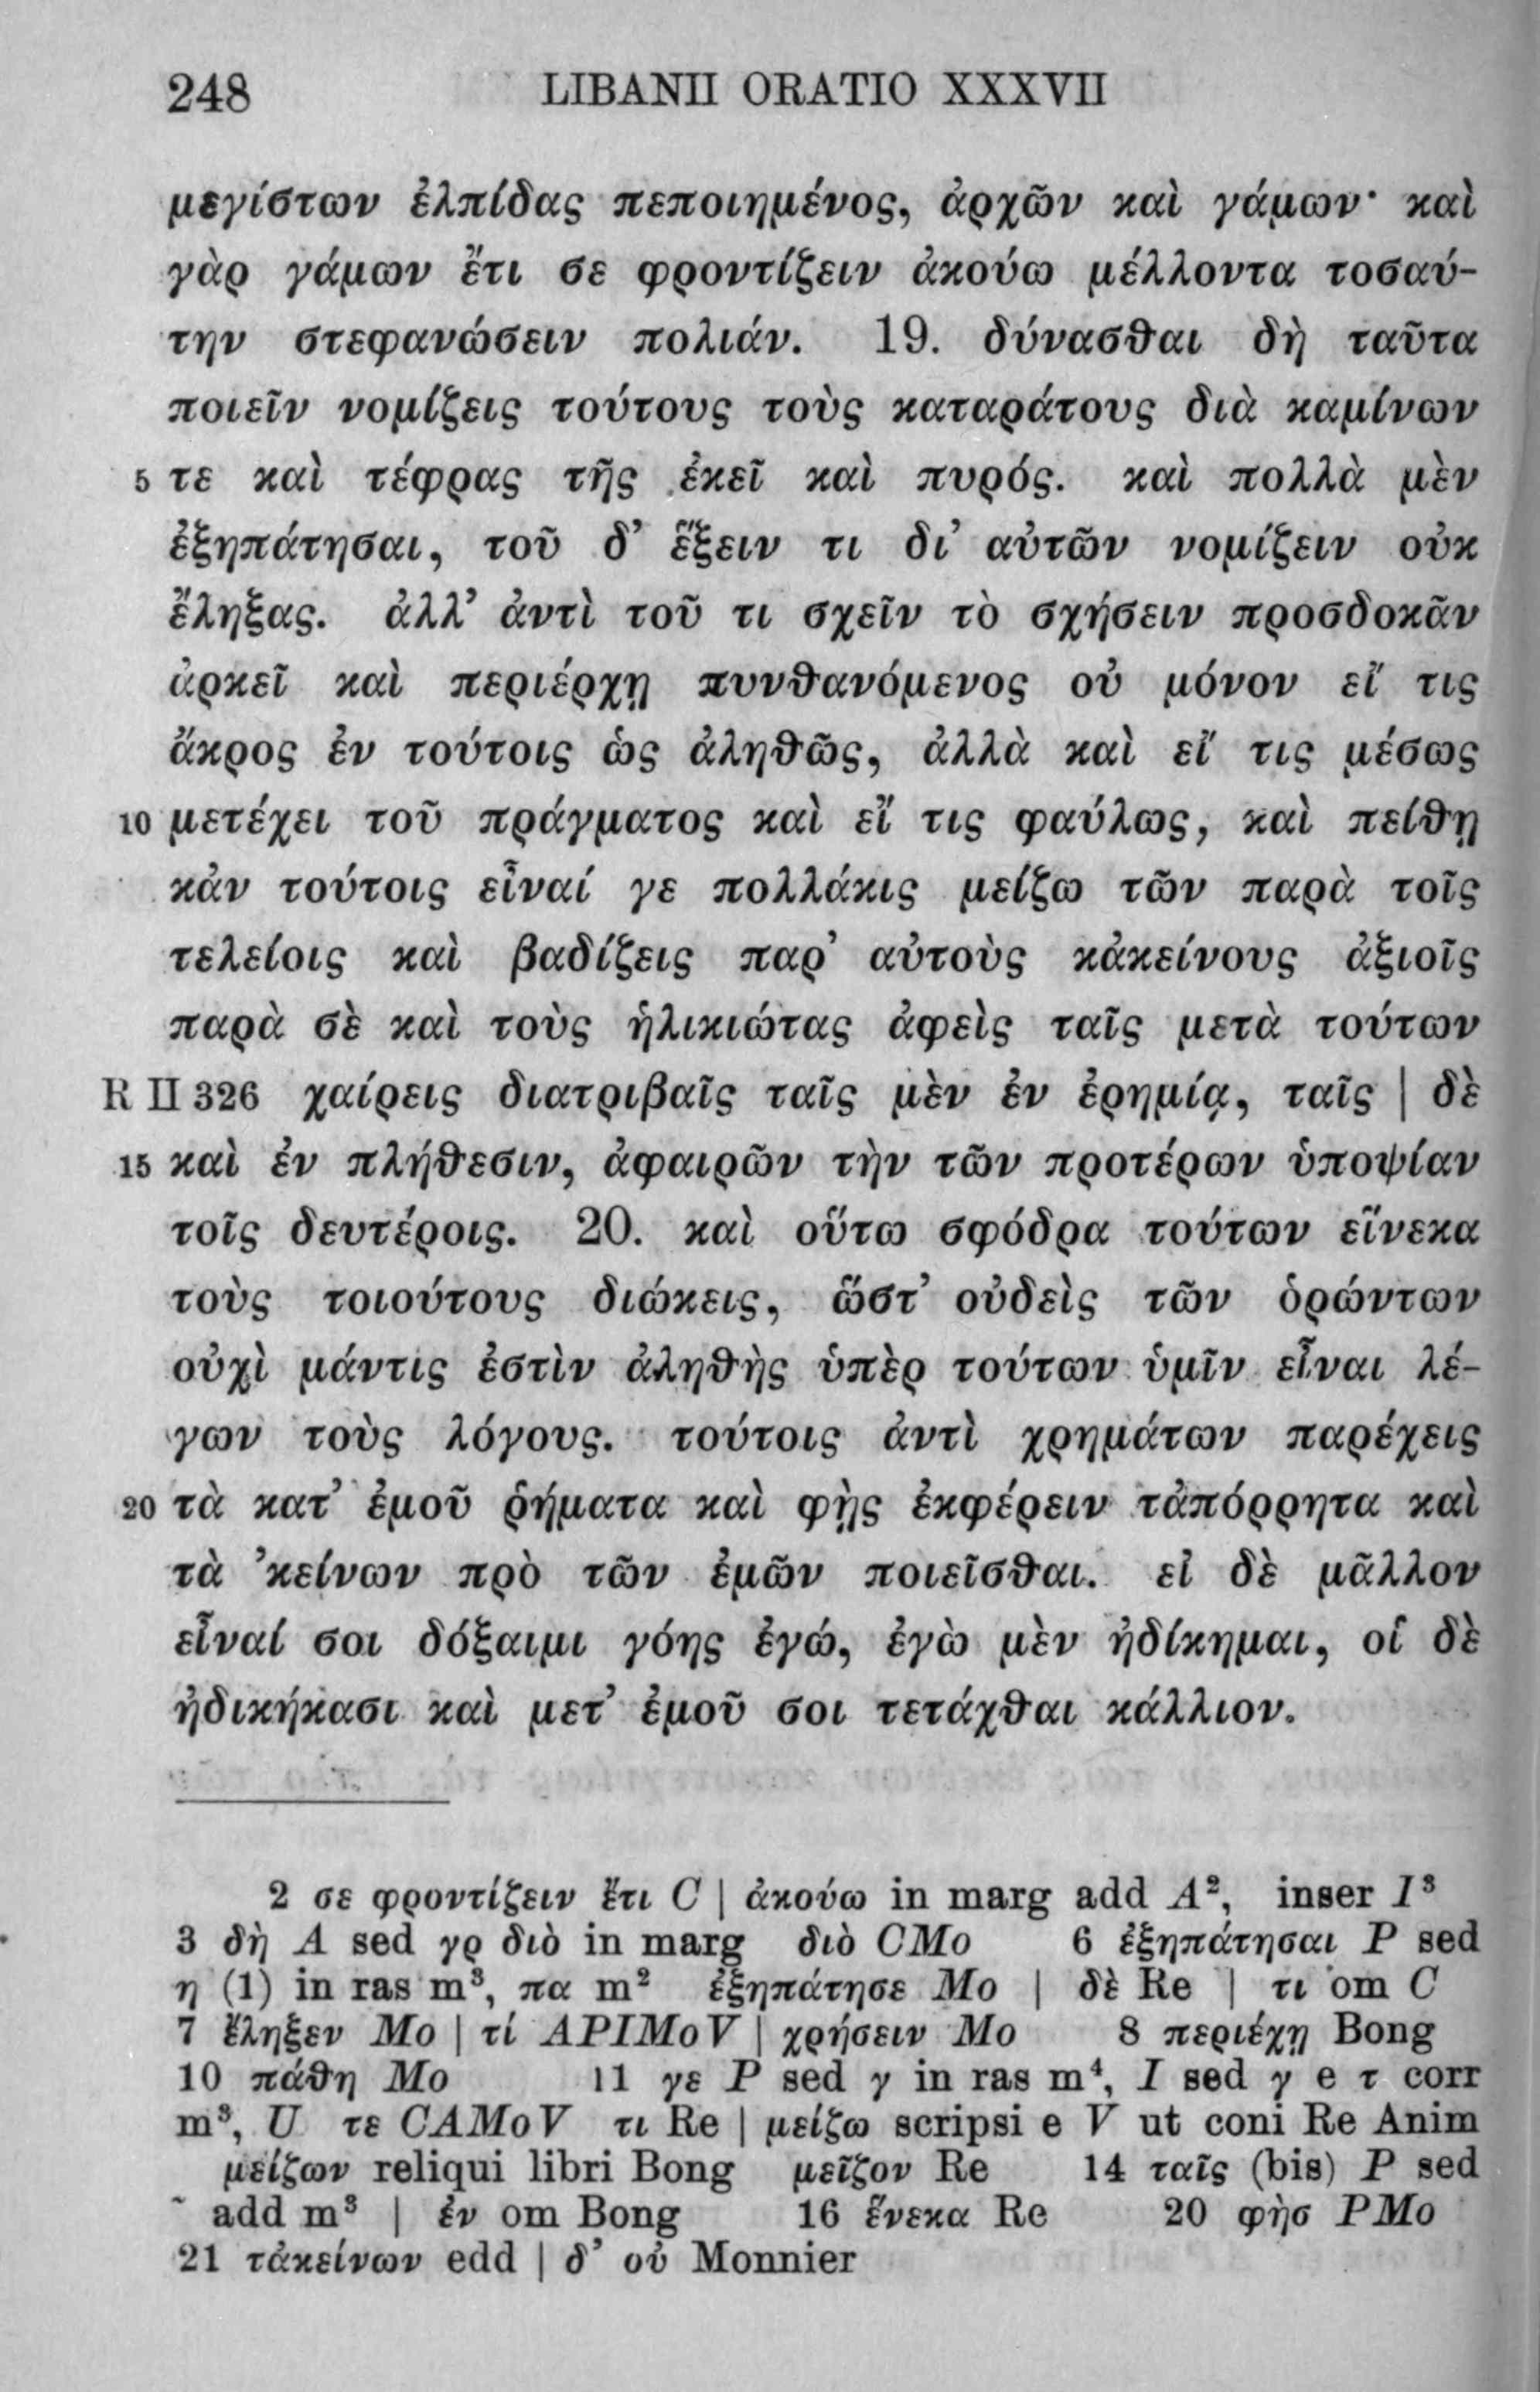 248 LIBANII ORATIO XXXVII
μεγίστων ἐλπίδας πεποιημένος, ἀρχῶν καὶ γάμων· καὶ
γὰρ γάμων ἔτι σε φροντίζειν ἀκούω μέλλοντα τοσαύ-
την στεφανώσειν πολιάν. 19. δύνασθαι δὴ ταῦτα
ποιεῖν νομίζεις τούτους τοὺς καταράτους διὰ καμίνων
5 τε καὶ τέφρας τῆς ἐκεῖ καὶ πυρός. καὶ πολλὰ μὲν
ἐξηπάτησαι, τοῦ δ’ ἕξειν τι δι’ αὐτῶν νομίζειν οὐκ
ἔληξας. ἀλλ’ ἀντὶ τοῦ τι σχεῖν τὸ σχήσειν προσδοκᾶν
ἀρκεῖ καὶ περιέρχῃ πυνθανόμενος οὐ μόνον εἴ τις
ἄκρος ἐν τούτοις ὡς ἀληθῶς, ἀλλὰ καὶ εἴ τις μέσως
10 μετέχει τοῦ πράγματος καὶ εἴ τις φαύλως, καὶ πείθῃ
κἀν τούτοις εἶναί γε πολλάκις μείζω τῶν παρὰ τοῖς
τελείοις καὶ βαδίζεις παρ’ αὐτοὺς κἀκείνους ἀξιοῖς
παρὰ σὲ καὶ τοὺς ἡλικιώτας ἀφεὶς ταῖς μετὰ τούτων
R II 326 χαίρεις διατριβαῖς ταῖς μὲν ἐν ἐρημίᾳ, ταῖς | δὲ
15 καὶ ἐν πλήθεσιν, ἀφαιρῶν τὴν τῶν προτέρων ὑποψίαν
τοῖς δευτέροις. 20. καὶ οὕτω σφόδρα τούτων εἵνεκα
τοὺς τοιούτους διώκεις, ὥστ’ οὐδεὶς τῶν ὁρώντων
οὐχὶ μάντις ἐστὶν ἀληθὴς ὑπὲρ τούτων ὑμῖν εἶναι λέ-
γων τοὺς λόγους. τούτοις ἀντὶ χρημάτων παρέχεις
20 τὰ κατ’ ἐμοῦ ῥήματα καὶ φῂς ἐκφέρειν τἀπόρρητα καὶ
τὰ ’κείνων πρὸ τῶν ἐμῶν ποιεῖσθαι. εἰ δὲ μᾶλλον
εἶναί σοι δόξαιμι γόης ἐγώ, ἐγὼ μὲν ἠδίκημαι, οἱ δὲ
ἠδικήκασι καὶ μετ’ ἐμοῦ σοι τετάχθαι κάλλιον.
2 σε φροντίζειν ἔτι C | ἀκούω in marg add A², inser I³
3 δὴ A sed γρ διὸ in marg διὸ CMo 6 ἐξηπάτησαι P sed
η (1) in ras m³, πα m² ἐξηπάτησε Mo | δὲ Re | τι om C
7 ἔληξεν Mo | τί APIMoV | χρήσειν Mo 8 περιέχῃ Bong
10 πάθη Mo 11 γε P sed γ in ras m⁴, I sed γ e τ corr
m³, U τε CAMoV τι Re | μείζω scripsi e V ut coni Re Anim
μείζων reliqui libri Bong μεῖζον Re 14 ταῖς (bis) P sed
῀ add m³ | ἐν om Bong 16 ἕνεκα Re 20 φὴσ PMo
21 τἀκείνων edd | δ’ οὐ Monnier